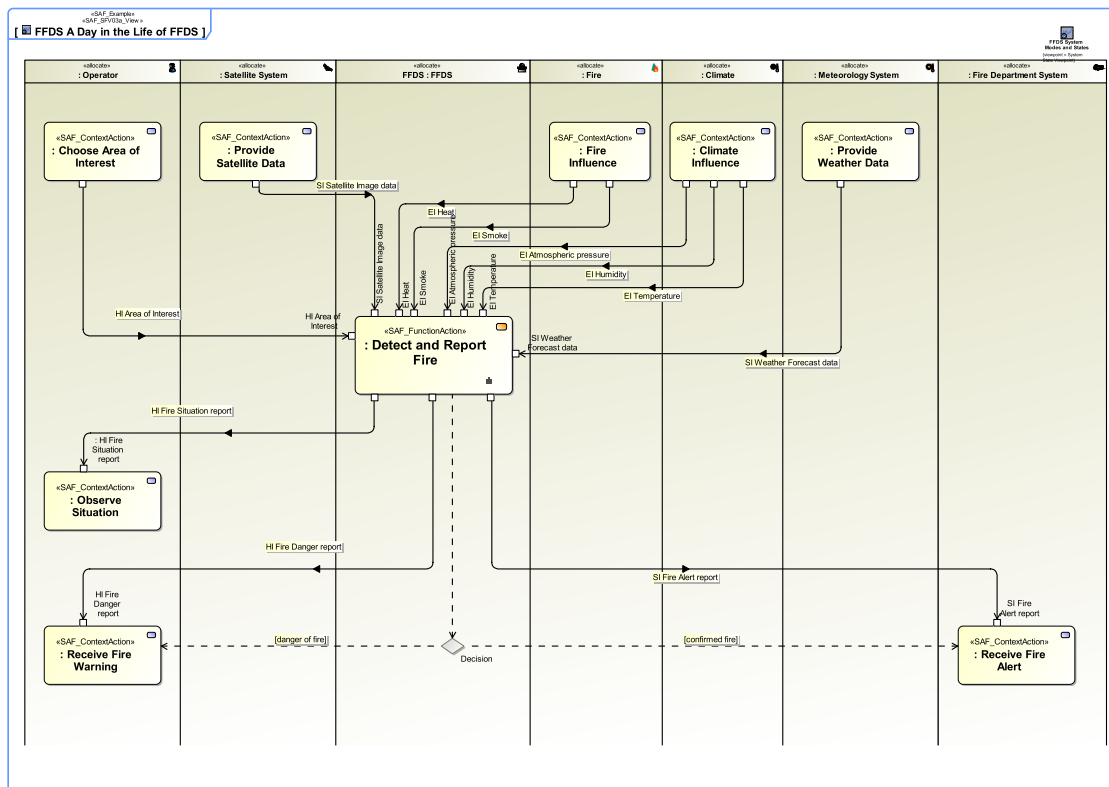 «SAF_Example»
«SAF_SFV03a_View»
[ FFDS A Day in the Life of FFDS ]
FFDS System
Modes and States
«allocate»
: Operator
«allocate»
: Satellite System
«allocate»
FFDS : FFDS
«allocate»
: Fire
«allocate»
: Climate
«allocate»
: Meteorology System
«allocate»
: Fire Department System
«SAF_ContextAction»
: Choose Area of
Interest
«SAF_ContextAction»
: Provide
Satellite Data
«SAF_ContextAction»
: Fire
Influence
«SAF_ContextAction»
: Climate
Influence
«SAF_ContextAction»
: Provide
Weather Data
SI Satellite Image data
EI Heat
EI Smoke
EI Atmospheric pressure
EI Humidity
EI Temperature
SI Satellite Image data
EI Heat
EI Smoke
EI Atmospheric pressure
EI Humidity
EI Temperature
HI Area of Interest
HI Area of
Interest
«SAF_FunctionAction»
: Detect and Report
Fire
SI Weather
Forecast data
SI Weather Forecast data
HI Fire Situation report
: HI Fire
Situation
report
«SAF_ContextAction»
: Observe
Situation
HI Fire Danger report
SI Fire Alert report
HI Fire
Danger
report
SI Fire
Alert report
«SAF_ContextAction»
: Receive Fire
Warning
[danger of fire]
Decision
[confirmed fire]
«SAF_ContextAction»
: Receive Fire
Alert